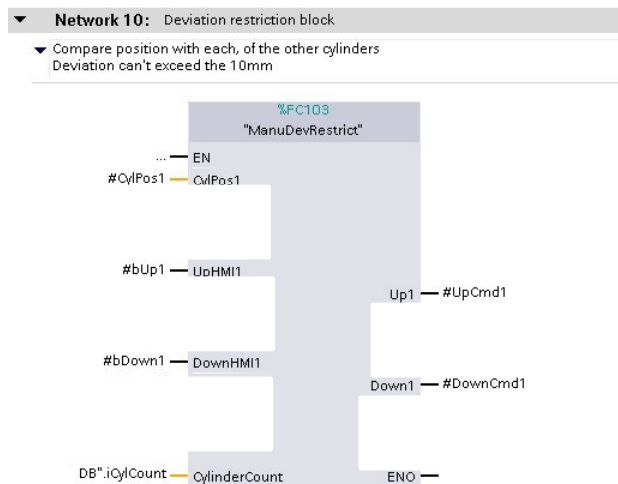 Network 10: Deviation restriction block
Compare position with each, of the other cylinders
Deviation can't exceed the 10mm
%FC103
"ManuDevRestrict"
... EN
#CylPos1 CylPos1
#bUp1 UpHMI1
Up1 #UpCmd1
#bDown1 DownHMI1
Down1 #DownCmd1
DB".iCylCount CylinderCount ENO